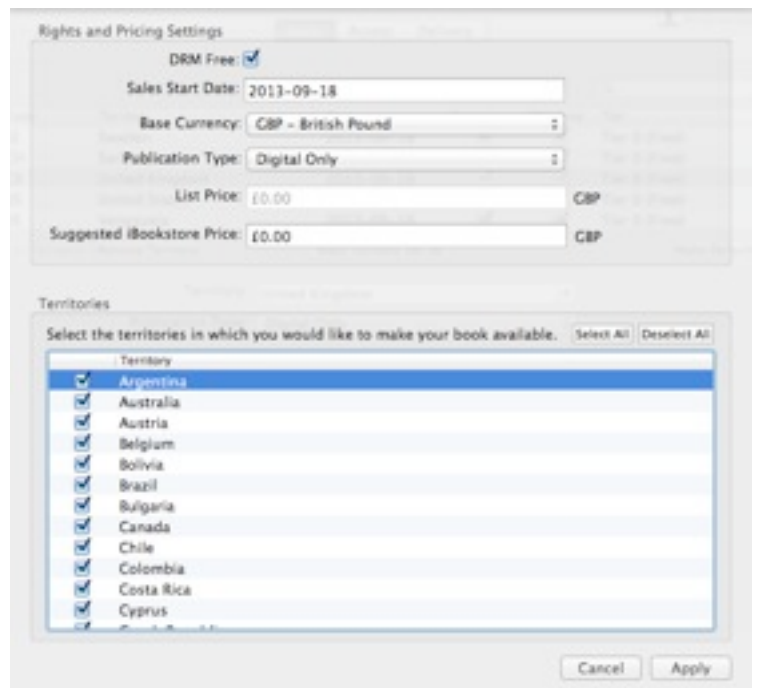 Rights and Pricing Settings
DRM Free:
Sales Start Date: 2013-09-18
Base Currency: GBP - British Pound
Publication Type: Digital Only
List Price: £0.00 GBP
Suggested iBookstore Price: £0.00 GBP
Territories
Select the territories in which you would like to make your book available. Select All Deselect All
Territory
Argentina
Australia
Austria
Belgium
Bolivia
Brazil
Bulgaria
Canada
Chile
Colombia
Costa Rica
Cyprus
Cancel Apply